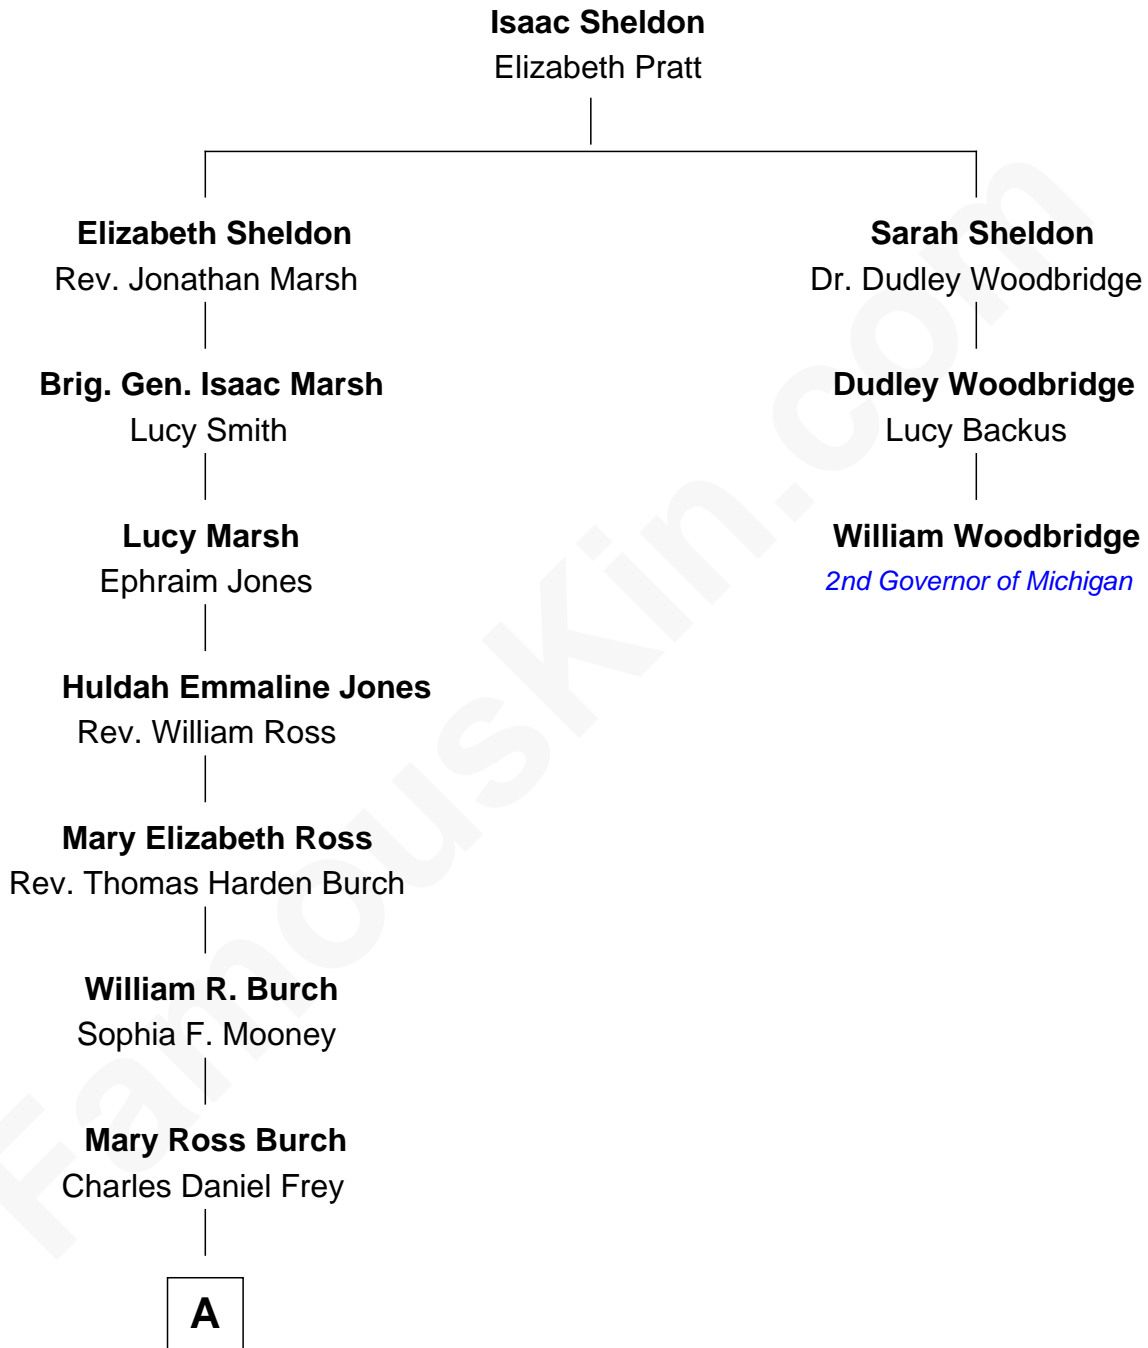 Isaac Sheldon
Elizabeth Pratt
Elizabeth Sheldon
Rev. Jonathan Marsh
Sarah Sheldon
Dr. Dudley Woodbridge
Brig. Gen. Isaac Marsh
Lucy Smith
Dudley Woodbridge
Lucy Backus
Lucy Marsh
Ephraim Jones
William Woodbridge
2nd Governor of Michigan
Huldah Emmaline Jones
Rev. William Ross
Mary Elizabeth Ross
Rev. Thomas Harden Burch
William R. Burch
Sophia F. Mooney
Mary Ross Burch
Charles Daniel Frey
A
FamousKin.com